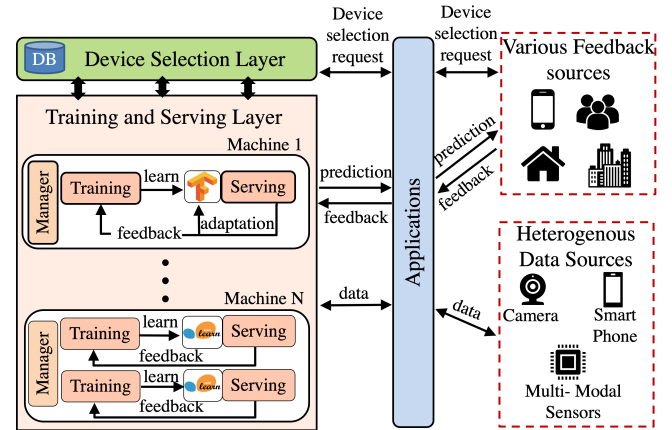 DB
Device Selection Layer
Device
selection
request
Device
selection
request
Various Feedback
sources
Training and Serving Layer
Machine 1
Manager
Training
learn
Serving
feedback
adaptation
prediction
feedback
Applications
prediction
feedback
Machine N
Manager
Training
learn
learn
Serving
feedback
Training
learn
learn
Serving
feedback
data
data
Heterogenous
Data Sources
Camera
Smart
Phone
Multi- Modal
Sensors